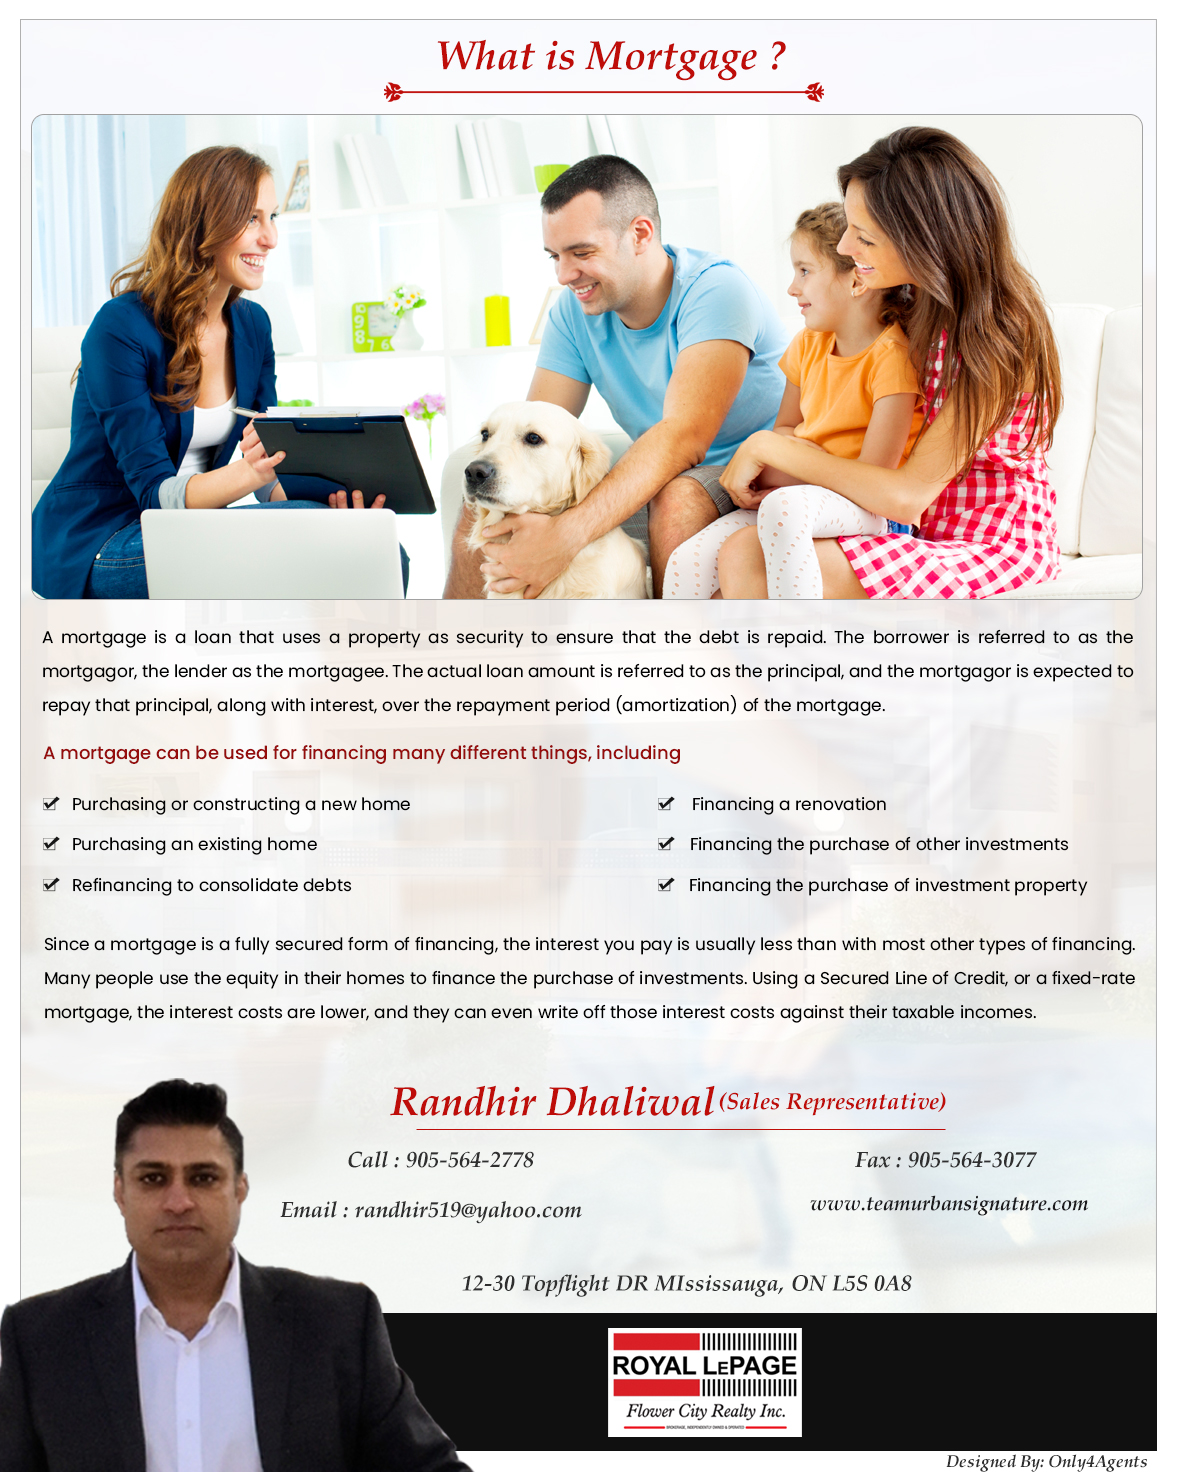 What is Mortgage ?
A mortgage is a loan that uses a property as security to ensure that the debt is repaid. The borrower is referred to as the
mortgagor, the lender as the mortgagee. The actual loan amount is referred to as the principal, and the mortgagor is expected to
repay that principal, along with interest, over the repayment period (amortization) of the mortgage.
A mortgage can be used for financing many different things, including
Purchasing or constructing a new home
Financing a renovation
Purchasing an existing home
Financing the purchase of other investments
Refinancing to consolidate debts
Financing the purchase of investment property
Since a mortgage is a fully secured form of financing, the interest you pay is usually less than with most other types of financing.
Many people use the equity in their homes to finance the purchase of investments. Using a Secured Line of Credit, or a fixed-rate
mortgage, the interest costs are lower, and they can even write off those interest costs against their taxable incomes.
Randhir Dhaliwal (Sales Representative)
Call : 905-564-2778
Fax : 905-564-3077
Email : randhir519@yahoo.com
www.teamurbansignature.com
12-30 Topflight DR MIssissauga, ON L5S 0A8
ROYAL LEPAGE
Flower City Realty Inc.
BROKERAGE, INDEPENDENTLY OWNED & OPERATED
Designed By: Only4Agents